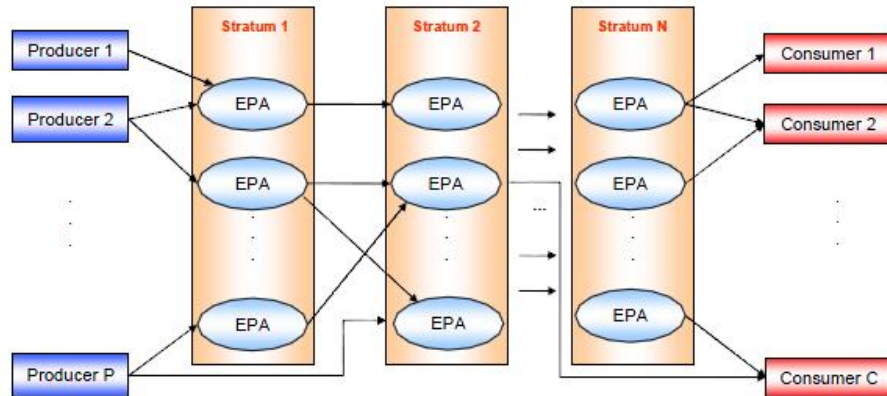 Stratum 1
Stratum 2
Stratum N
Producer 1
Consumer 1
EPA
EPA
EPA
Producer 2
Consumer 2
EPA
EPA
EPA
...
EPA
EPA
EPA
Producer P
Consumer C